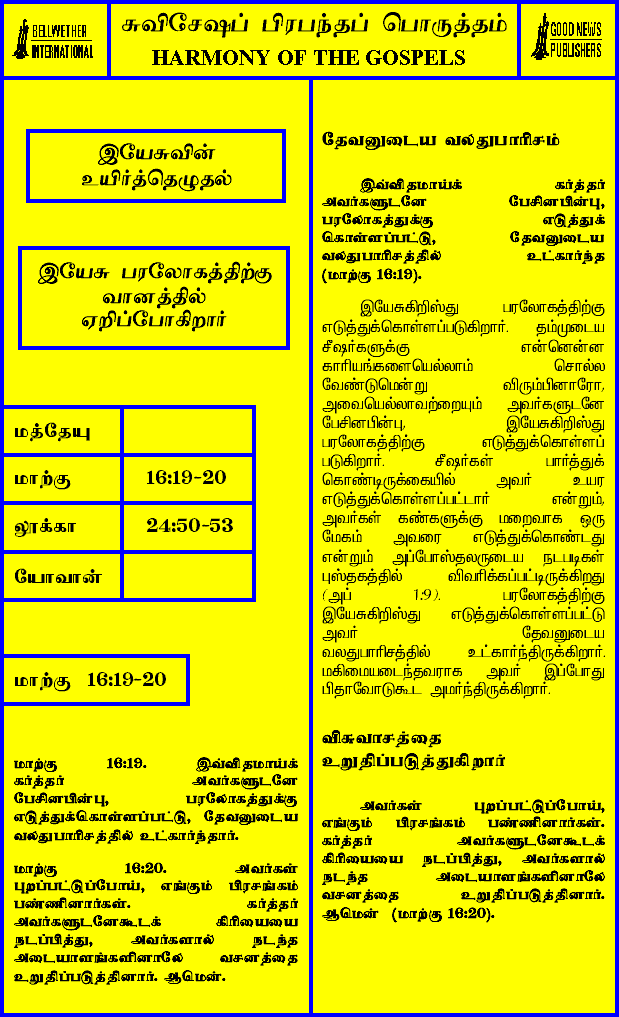 BELLWETHER
INTERNATIONAL
சுவிசேஷப் பிரபந்தப் பொருத்தம்
HARMONY OF THE GOSPELS
GOOD NEWS
PUBLISHERS
இயேசுவின்
உயிர்த்தெழுதல்
இயேசு பரலோகத்திற்கு
வானத்தில்
ஏறிப்போகிறார்
மத்தேயு
மாற்கு 16:19-20
லூக்கா 24:50-53
யோவான்
மாற்கு 16:19-20
மாற்கு 16:19. இவ்விதமாய்க்
கர்த்தர் அவர்களுடனே
பேசினபின்பு, பரலோகத்துக்கு
எடுத்துக்கொள்ளப்பட்டு, தேவனுடைய
வலதுபாரிசத்தில் உட்கார்ந்தார்.
மாற்கு 16:20. அவர்கள்
புறப்பட்டுப்போய், எங்கும் பிரசங்கம்
பண்ணினார்கள். கர்த்தர்
அவர்களுடனேகூடக் கிரியையை
நடப்பித்து, அவர்களால் நடந்த
அடையாளங்களினாலே வசனத்தை
உறுதிப்படுத்தினார். ஆமென்.
தேவனுடைய வலதுபாரிசம்
இவ்விதமாய்க் கர்த்தர்
அவர்களுடனே பேசினபின்பு,
பரலோகத்துக்கு எடுத்துக்
கொள்ளப்பட்டு, தேவனுடைய
வலதுபாரிசத்தில் உட்கார்ந்த
(மாற்கு 16:19).
இயேசுகிறிஸ்து பரலோகத்திற்கு
எடுத்துக்கொள்ளப்படுகிறார். தம்முடைய
சீஷர்களுக்கு என்னென்ன
காரியங்களையெல்லாம் சொல்ல
வேண்டுமென்று விரும்பினாரோ,
அவையெல்லாவற்றையும் அவர்களுடனே
பேசினபின்பு, இயேசுகிறிஸ்து
பரலோகத்திற்கு எடுத்துக்கொள்ளப்
படுகிறார். சீஷர்கள் பார்த்துக்
கொண்டிருக்கையில் அவர் உயர
எடுத்துக்கொள்ளப்பட்டார் என்றும்,
அவர்கள் கண்களுக்கு மறைவாக ஒரு
மேகம் அவரை எடுத்துக்கொண்டது
என்றும் அப்போஸ்தலருடைய நடபடிகள்
புஸ்தகத்தில் விவரிக்கப்பட்டிருக்கிறது
(அப் 1:9). பரலோகத்திற்கு
இயேசுகிறிஸ்து எடுத்துக்கொள்ளப்பட்டு
அவர் தேவனுடைய
வலதுபாரிசத்தில் உட்கார்ந்திருக்கிறார்.
மகிமையடைந்தவராக அவர் இப்போது
பிதாவோடுகூட அமர்ந்திருக்கிறார்.
விசுவாசத்தை
உறுதிப்படுத்துகிறார்
அவர்கள் புறப்பட்டுப்போய்,
எங்கும் பிரசங்கம் பண்ணினார்கள்.
கர்த்தர் அவர்களுடனேகூடக்
கிரியையை நடப்பித்து, அவர்களால்
நடந்த அடையாளங்களினாலே
வசனத்தை உறுதிப்படுத்தினார்.
ஆமென் (மாற்கு 16:20).